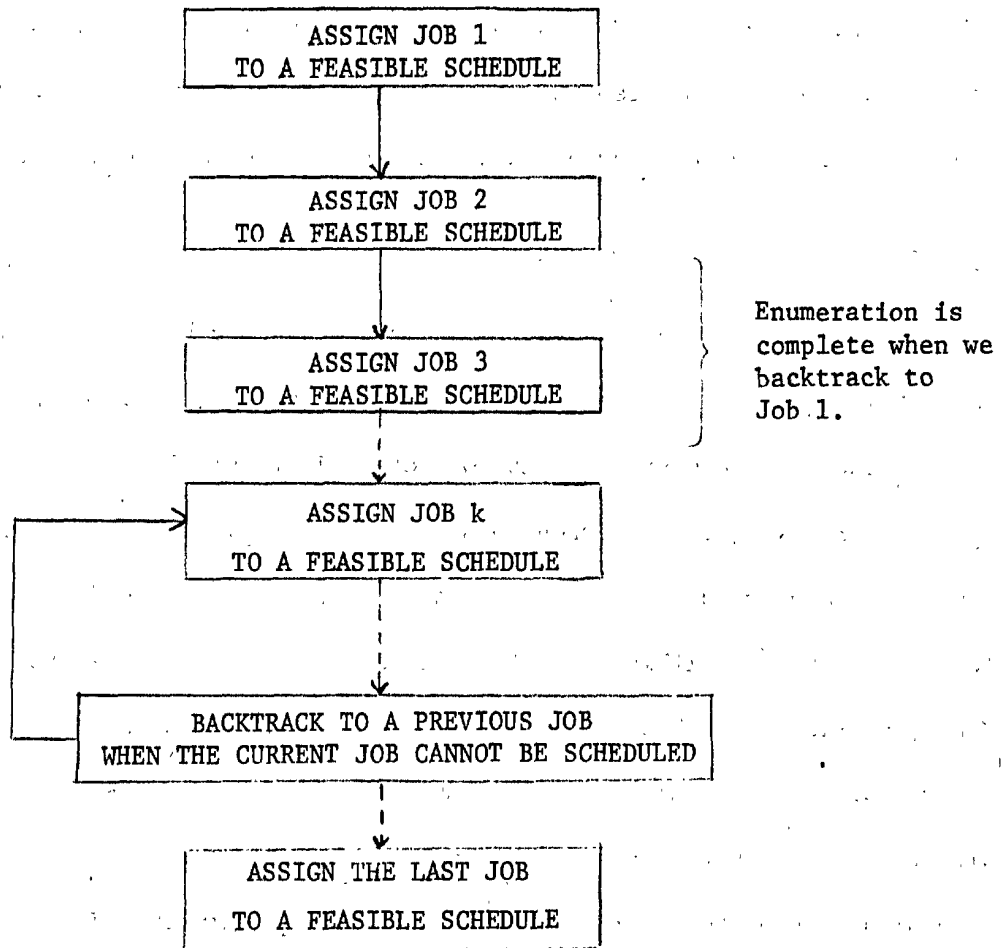 ASSIGN JOB 1
TO A FEASIBLE SCHEDULE
ASSIGN JOB 2
TO A FEASIBLE SCHEDULE
ASSIGN JOB 3
TO A FEASIBLE SCHEDULE
Enumeration is
complete when we
backtrack to
Job 1.
ASSIGN JOB k
TO A FEASIBLE SCHEDULE
BACKTRACK TO A PREVIOUS JOB
WHEN THE CURRENT JOB CANNOT BE SCHEDULED
ASSIGN THE LAST JOB
TO A FEASIBLE SCHEDULE